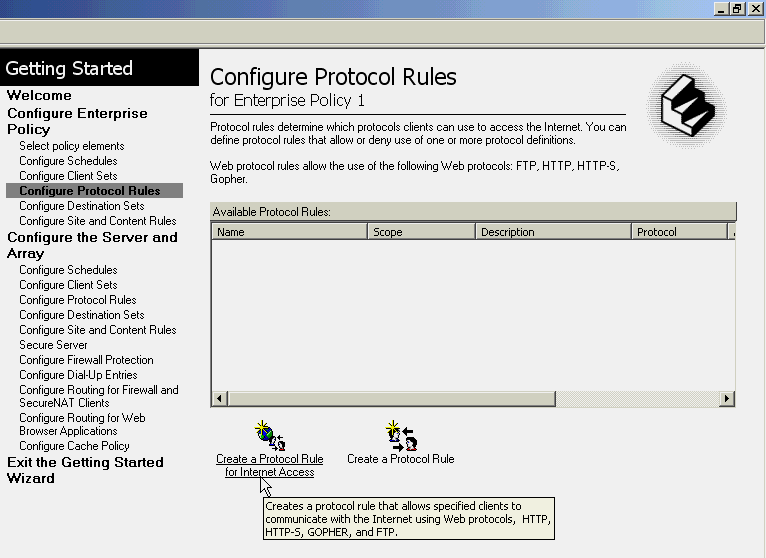 Getting Started
Welcome
Configure Enterprise
Policy
Select policy elements
Configure Schedules
Configure Client Sets
Configure Protocol Rules
Configure Destination Sets
Configure Site and Content Rules
Configure the Server and
Array
Configure Schedules
Configure Client Sets
Configure Protocol Rules
Configure Destination Sets
Configure Site and Content Rules
Secure Server
Configure Firewall Protection
Configure Dial-Up Entries
Configure Routing for Firewall and
SecureNAT Clients
Configure Routing for Web
Browser Applications
Configure Cache Policy
Exit the Getting Started
Wizard
Configure Protocol Rules
for Enterprise Policy 1
Protocol rules determine which protocols clients can use to access the Internet. You can
define protocol rules that allow or deny use of one or more protocol definitions.
Web protocol rules allow the use of the following Web protocols: FTP, HTTP, HTTP-S,
Gopher.
Available Protocol Rules:
Name Scope Description Protocol
Create a Protocol Rule
for Internet Access
Create a Protocol Rule
Creates a protocol rule that allows specified clients to
communicate with the Internet using Web protocols, HTTP,
HTTP-S, GOPHER, and FTP.